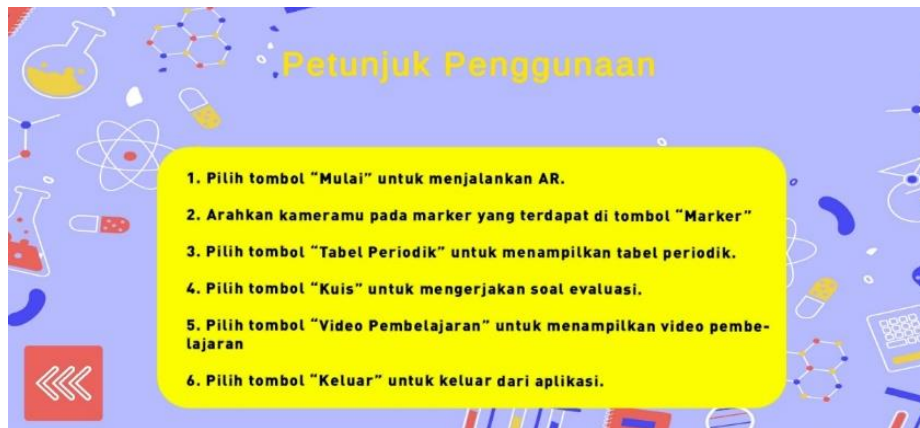 Petunjuk Penggunaan
1. Pilih tombol “Mulai” untuk menjalankan AR.
2. Arahkan kameramu pada marker yang terdapat di tombol “Marker”
3. Pilih tombol “Tabel Periodik” untuk menampilkan tabel periodik.
4. Pilih tombol “Kuis” untuk mengerjakan soal evaluasi.
5. Pilih tombol “Video Pembelajaran” untuk menampilkan video pembe-
lajaran
6. Pilih tombol “Keluar” untuk keluar dari aplikasi.